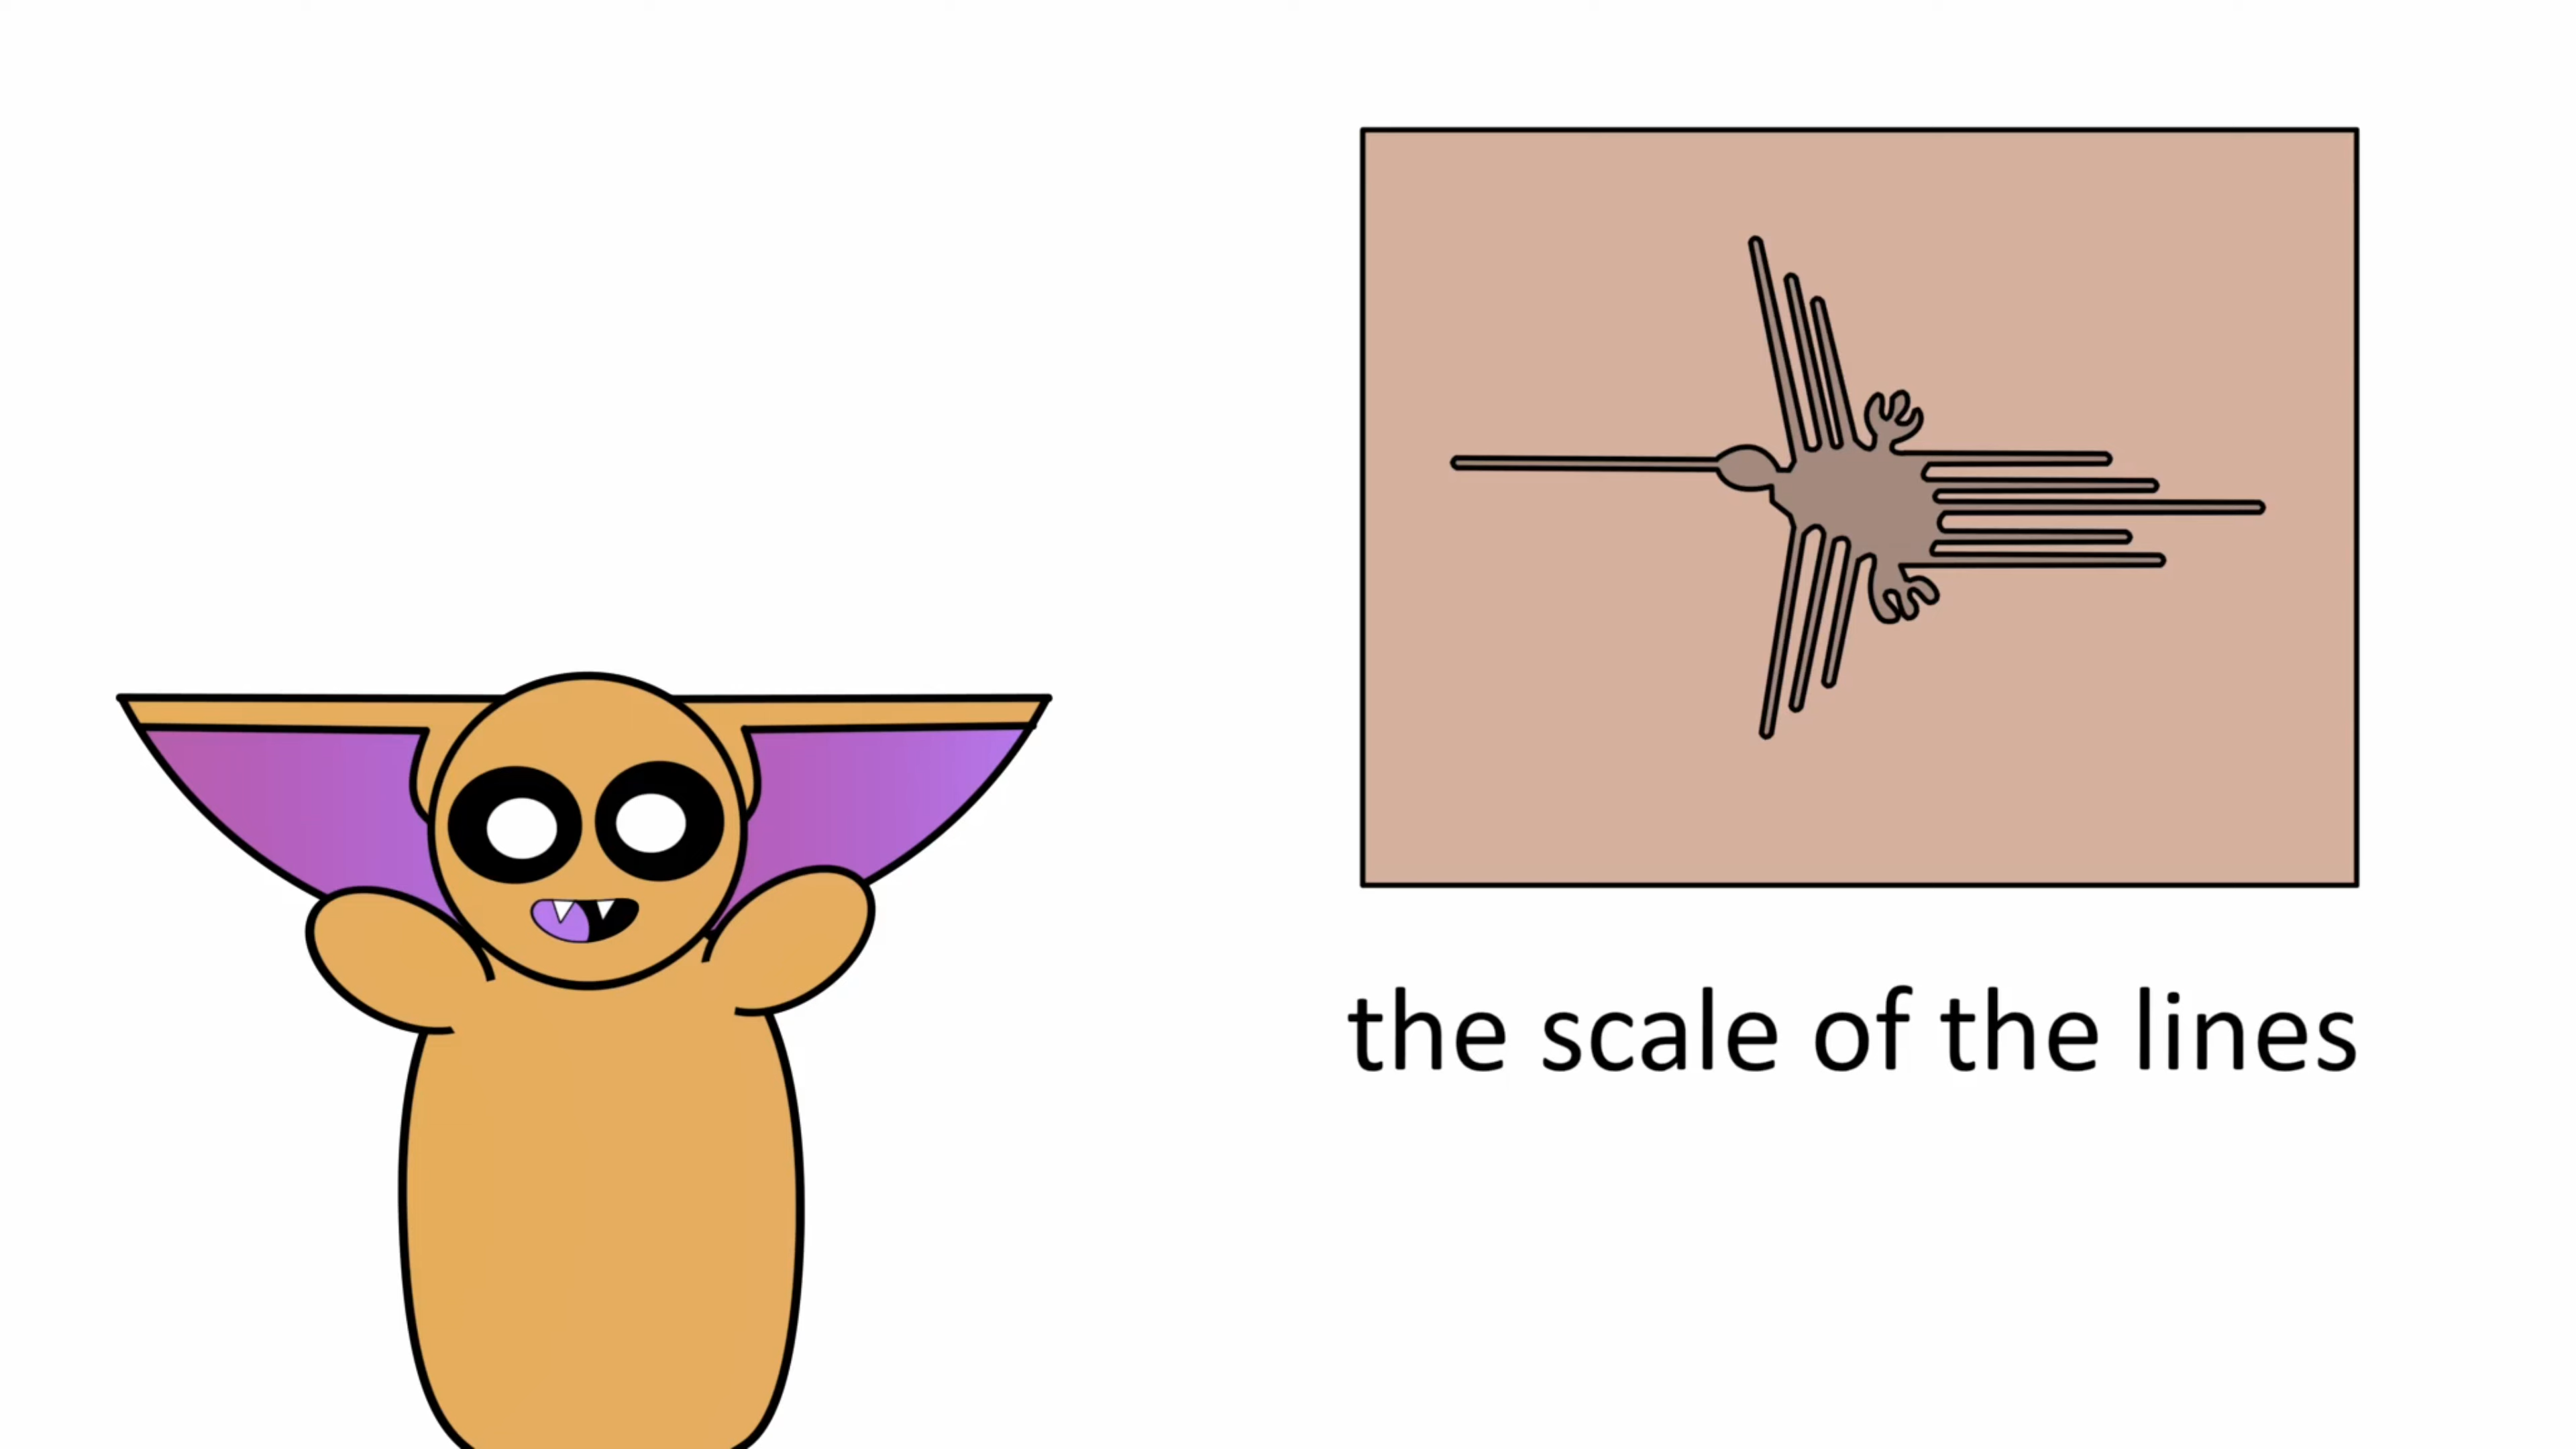 the scale of the lines